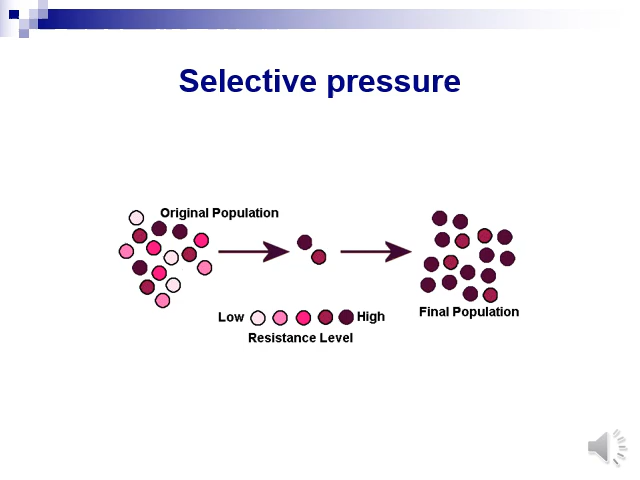 Selective pressure
Original Population
Low
High
Resistance Level
Final Population